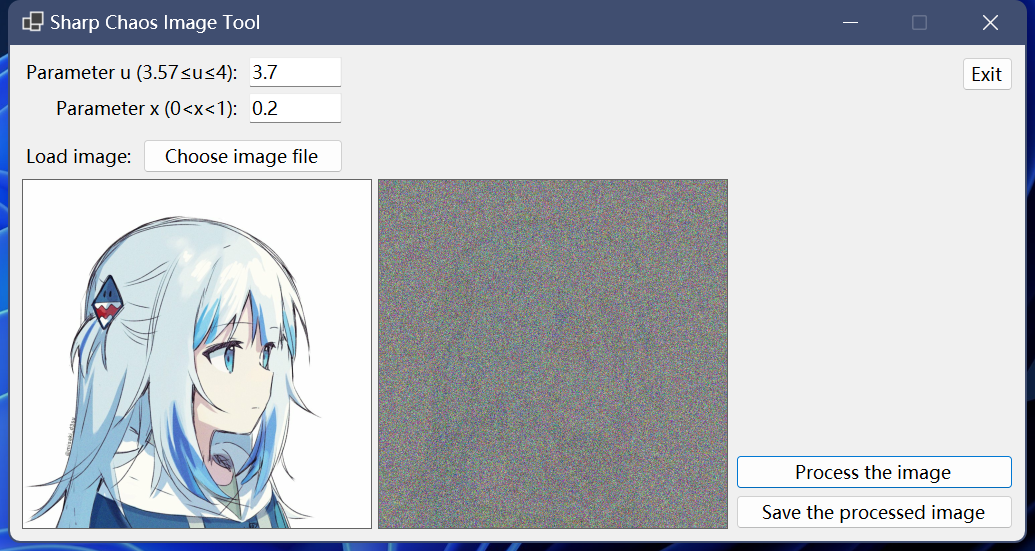 Sharp Chaos Image Tool
Parameter u (3.57≤u≤4): 3.7
Exit
Parameter x (0<x<1): 0.2
Load image: Choose image file
Process the image
Save the processed image